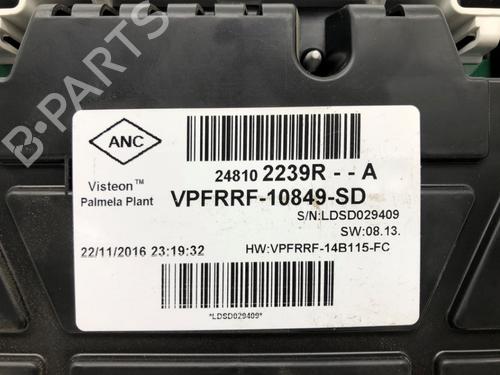 B-PARTS
ANC
24810 2239R - - A
Visteon™
Palmela Plant
VPFRRF-10849-SD
S/N:LDSD029409
SW:08.13.
22/11/2016 23:19:32
HW:VPFRRF-14B115-FC
*LDSD029409*